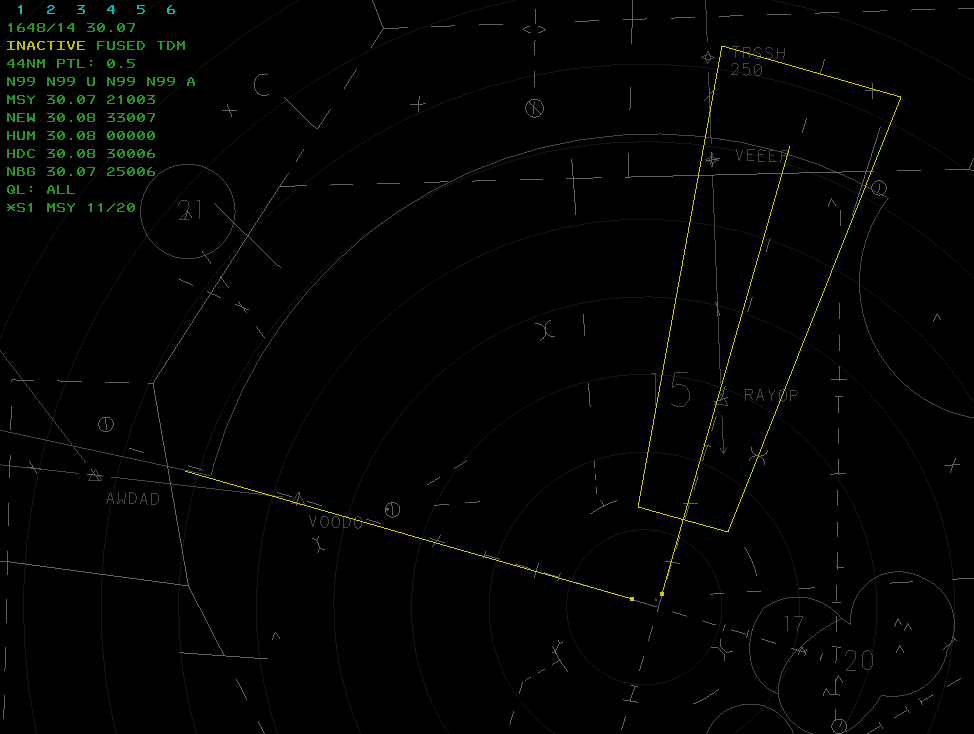 1 2 3 4 5 6
1648/14 30.07
INACTIVE FUSED TDM
44NM PTL: 0.5
N99 N99 U N99 N99 A
MSY 30.07 21003
NEW 30.08 33007
HUM 30.08 00000
HDC 30.08 30006
NBG 30.07 25006
QL: ALL
*S1 MSY 11/20
TRSSH
250
C
VEEEP
21
15
RAYOP
AWDAD
VOODO
17
20